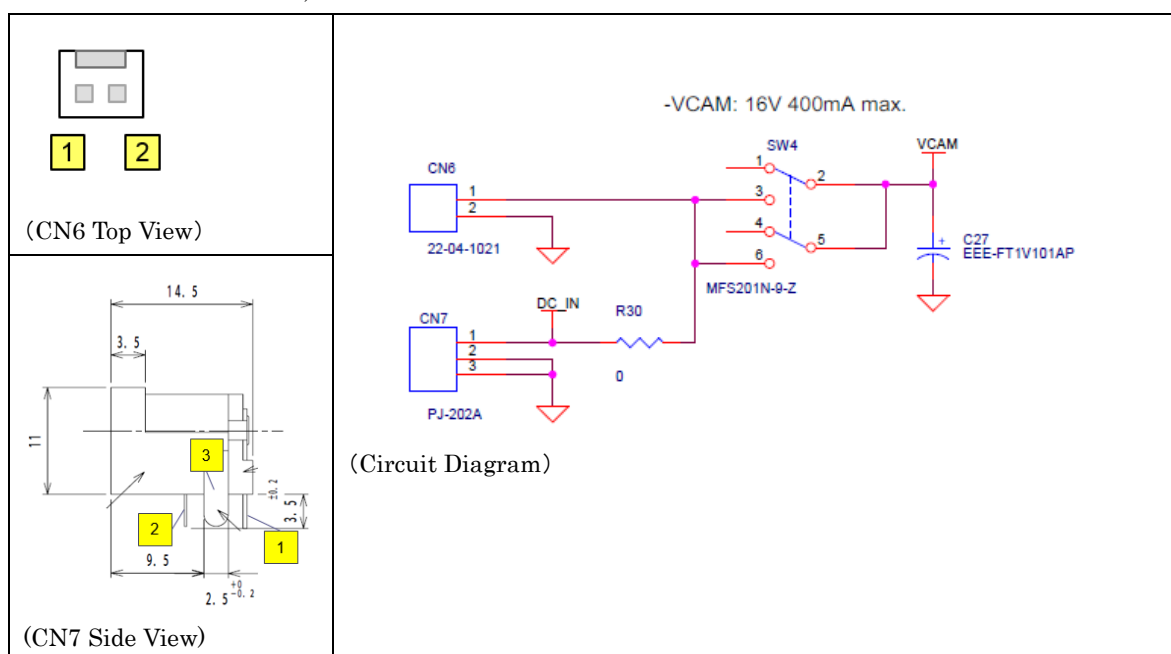 1
2
(CN6 Top View)
14.5
3.5
11
3
±0.2
3.5
2
1
9.5
2.5 +0 -0.2
(CN7 Side View)
-VCAM: 16V 400mA max.
SW4
VCAM
1
2
CN6
1
2
3
4
5
6
22-04-1021
C27
+
EEE-FT1V101AP
MFS201N-9-Z
DC_IN
R30
CN7
1
2
3
0
PJ-202A
(Circuit Diagram)